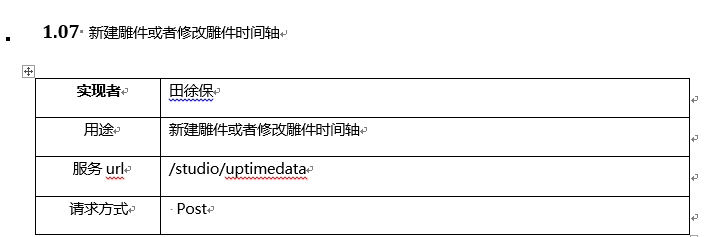 1.07 新建雕件或者修改雕件时间轴
实现者 田徐保
用途 新建雕件或者修改雕件时间轴
服务 url /studio/uptimedata
请求方式 Post